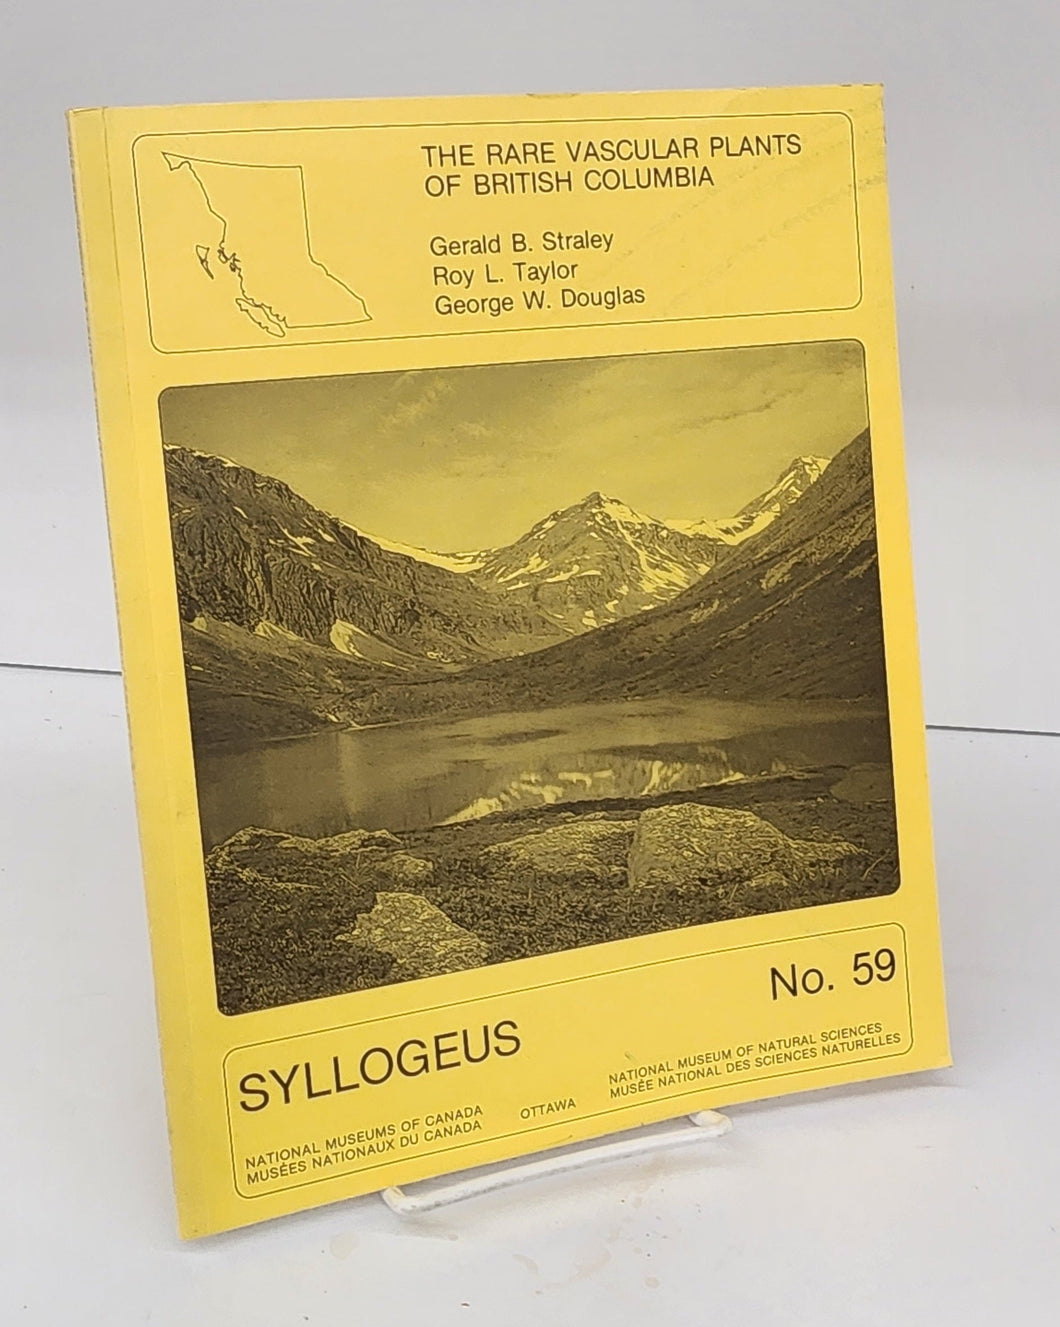 THE RARE VASCULAR PLANTS
OF BRITISH COLUMBIA
Gerald B. Straley
Roy L. Taylor
George W. Douglas
No. 59
SYLLOGEUS
NATIONAL MUSEUMS OF CANADA
MUSÉES NATIONAUX DU CANADA
OTTAWA
NATIONAL MUSEUM OF NATURAL SCIENCES
MUSÉE NATIONAL DES SCIENCES NATURELLES